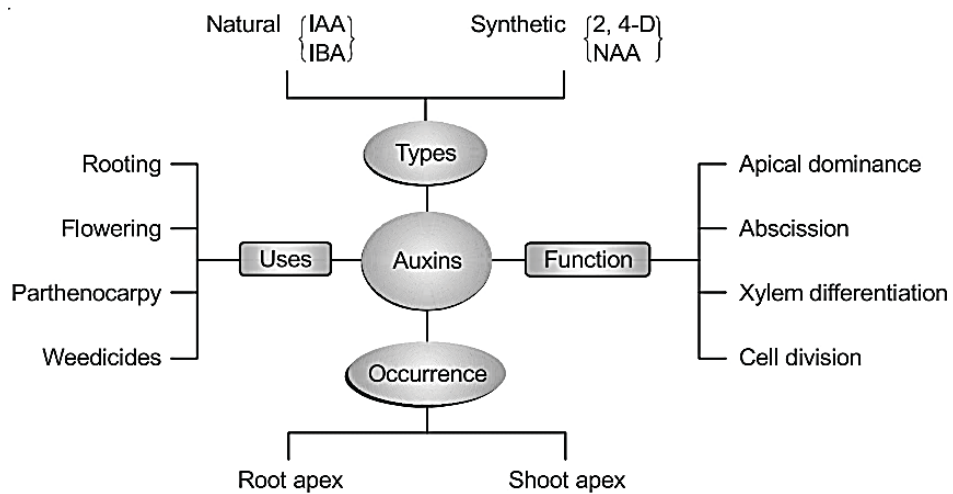 Natural {IAA} Synthetic {2, 4-D}
{IBA} {NAA}
Types
Rooting
Flowering
Parthenocarpy
Weedicides
Uses
Auxins
Function
Apical dominance
Abscission
Xylem differentiation
Cell division
Occurrence
Root apex Shoot apex